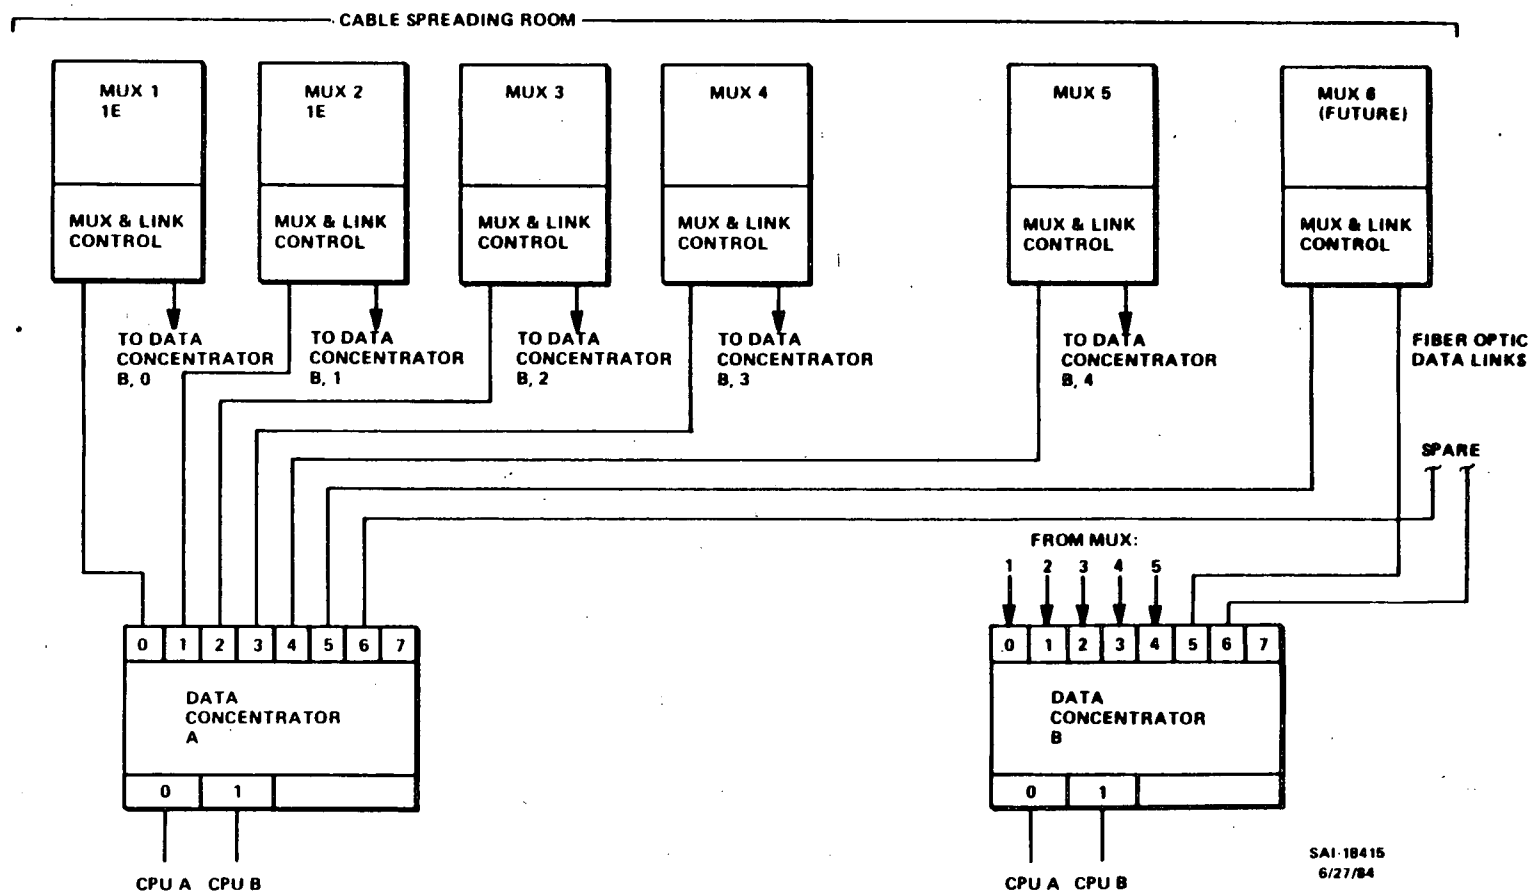 CABLE SPREADING ROOM
MUX 1
1E
MUX & LINK
CONTROL
MUX 2
1E
MUX & LINK
CONTROL
MUX 3
MUX & LINK
CONTROL
MUX 4
MUX & LINK
CONTROL
MUX 5
MUX & LINK
CONTROL
MUX 6
(FUTURE)
MUX & LINK
CONTROL
TO DATA
CONCENTRATOR
B, 0
TO DATA
CONCENTRATOR
B, 1
TO DATA
CONCENTRATOR
B, 2
TO DATA
CONCENTRATOR
B, 3
TO DATA
CONCENTRATOR
B, 4
FIBER OPTIC
DATA LINKS
SPARE
FROM MUX:
1 2 3 4 5
0 1 2 3 4 5 6 7
DATA
CONCENTRATOR
A
0 1
CPU A CPU B
0 1 2 3 4 5 6 7
DATA
CONCENTRATOR
B
0 1
CPU A CPU B
SAI-18415
6/27/84